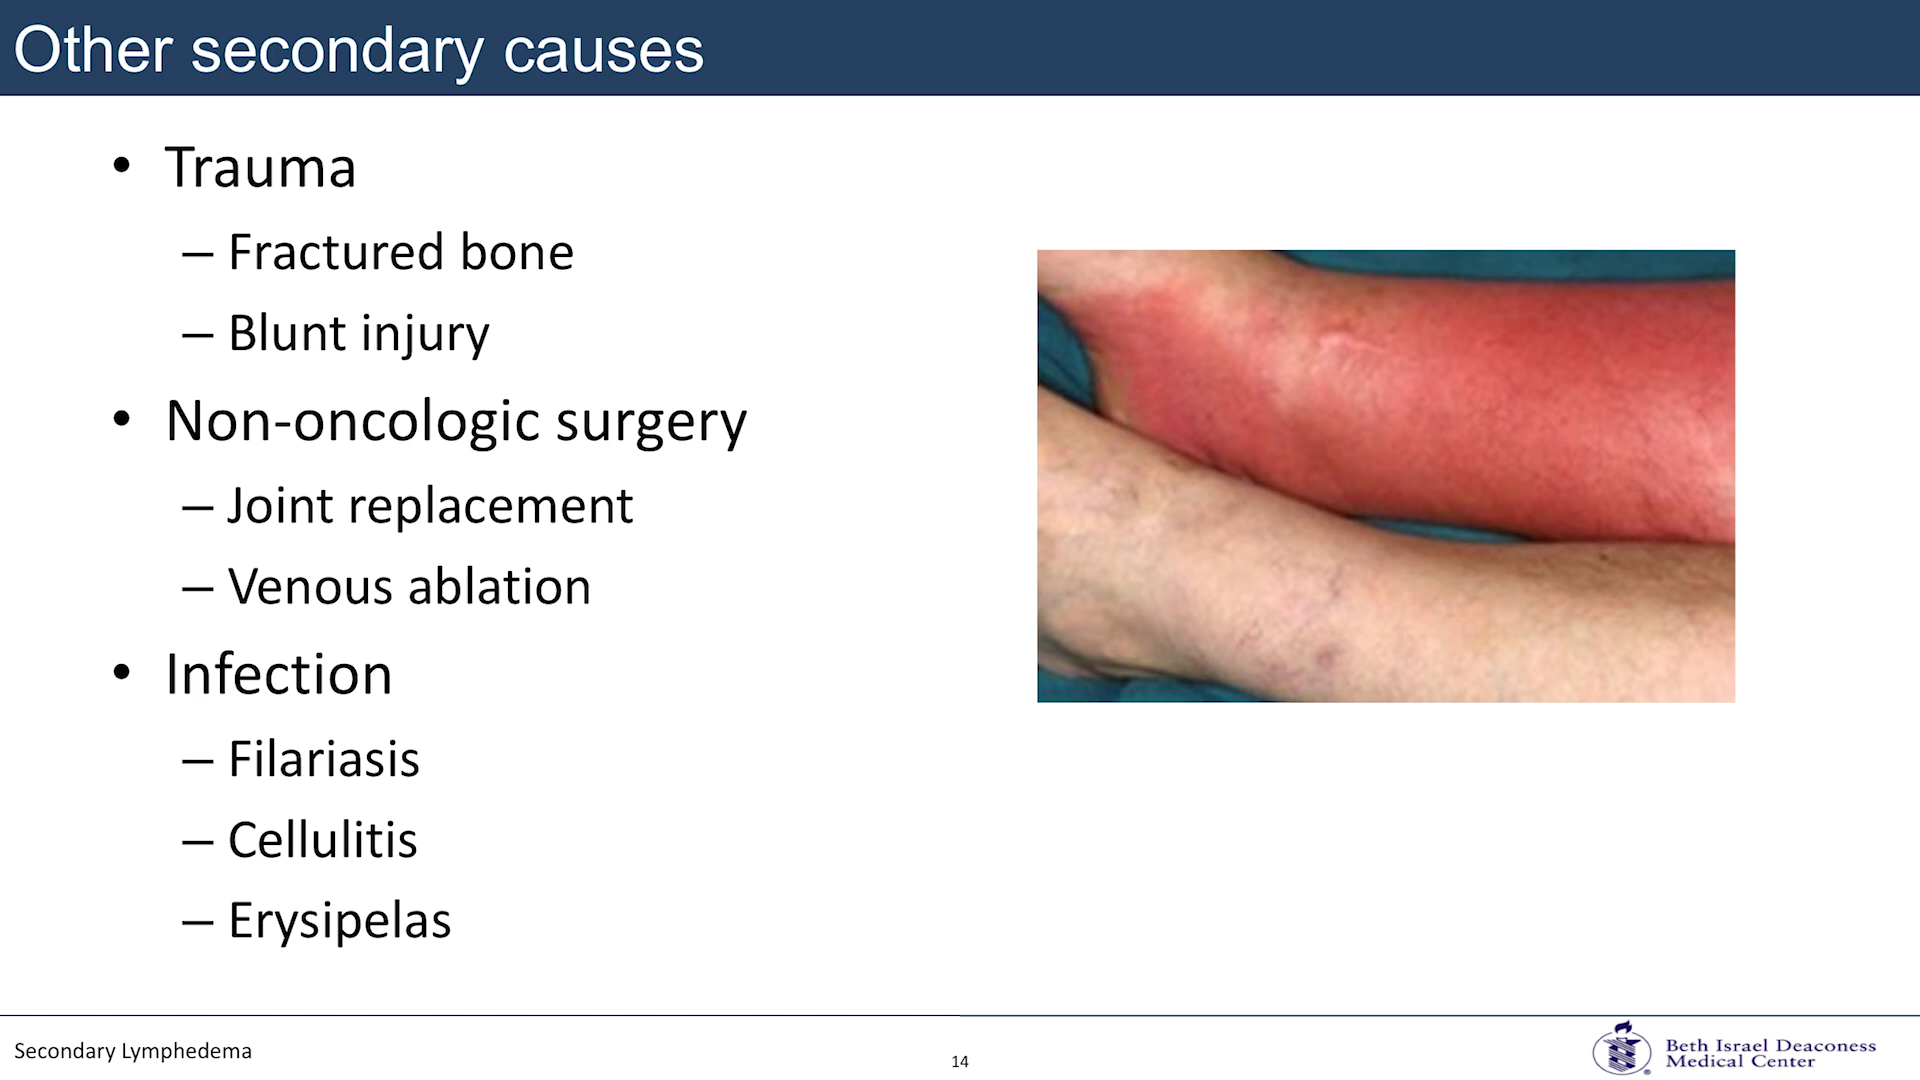 Other secondary causes
• Trauma
– Fractured bone
– Blunt injury
• Non-oncologic surgery
– Joint replacement
– Venous ablation
• Infection
– Filariasis
– Cellulitis
– Erysipelas
Secondary Lymphedema
14
Beth Israel Deaconess
Medical Center